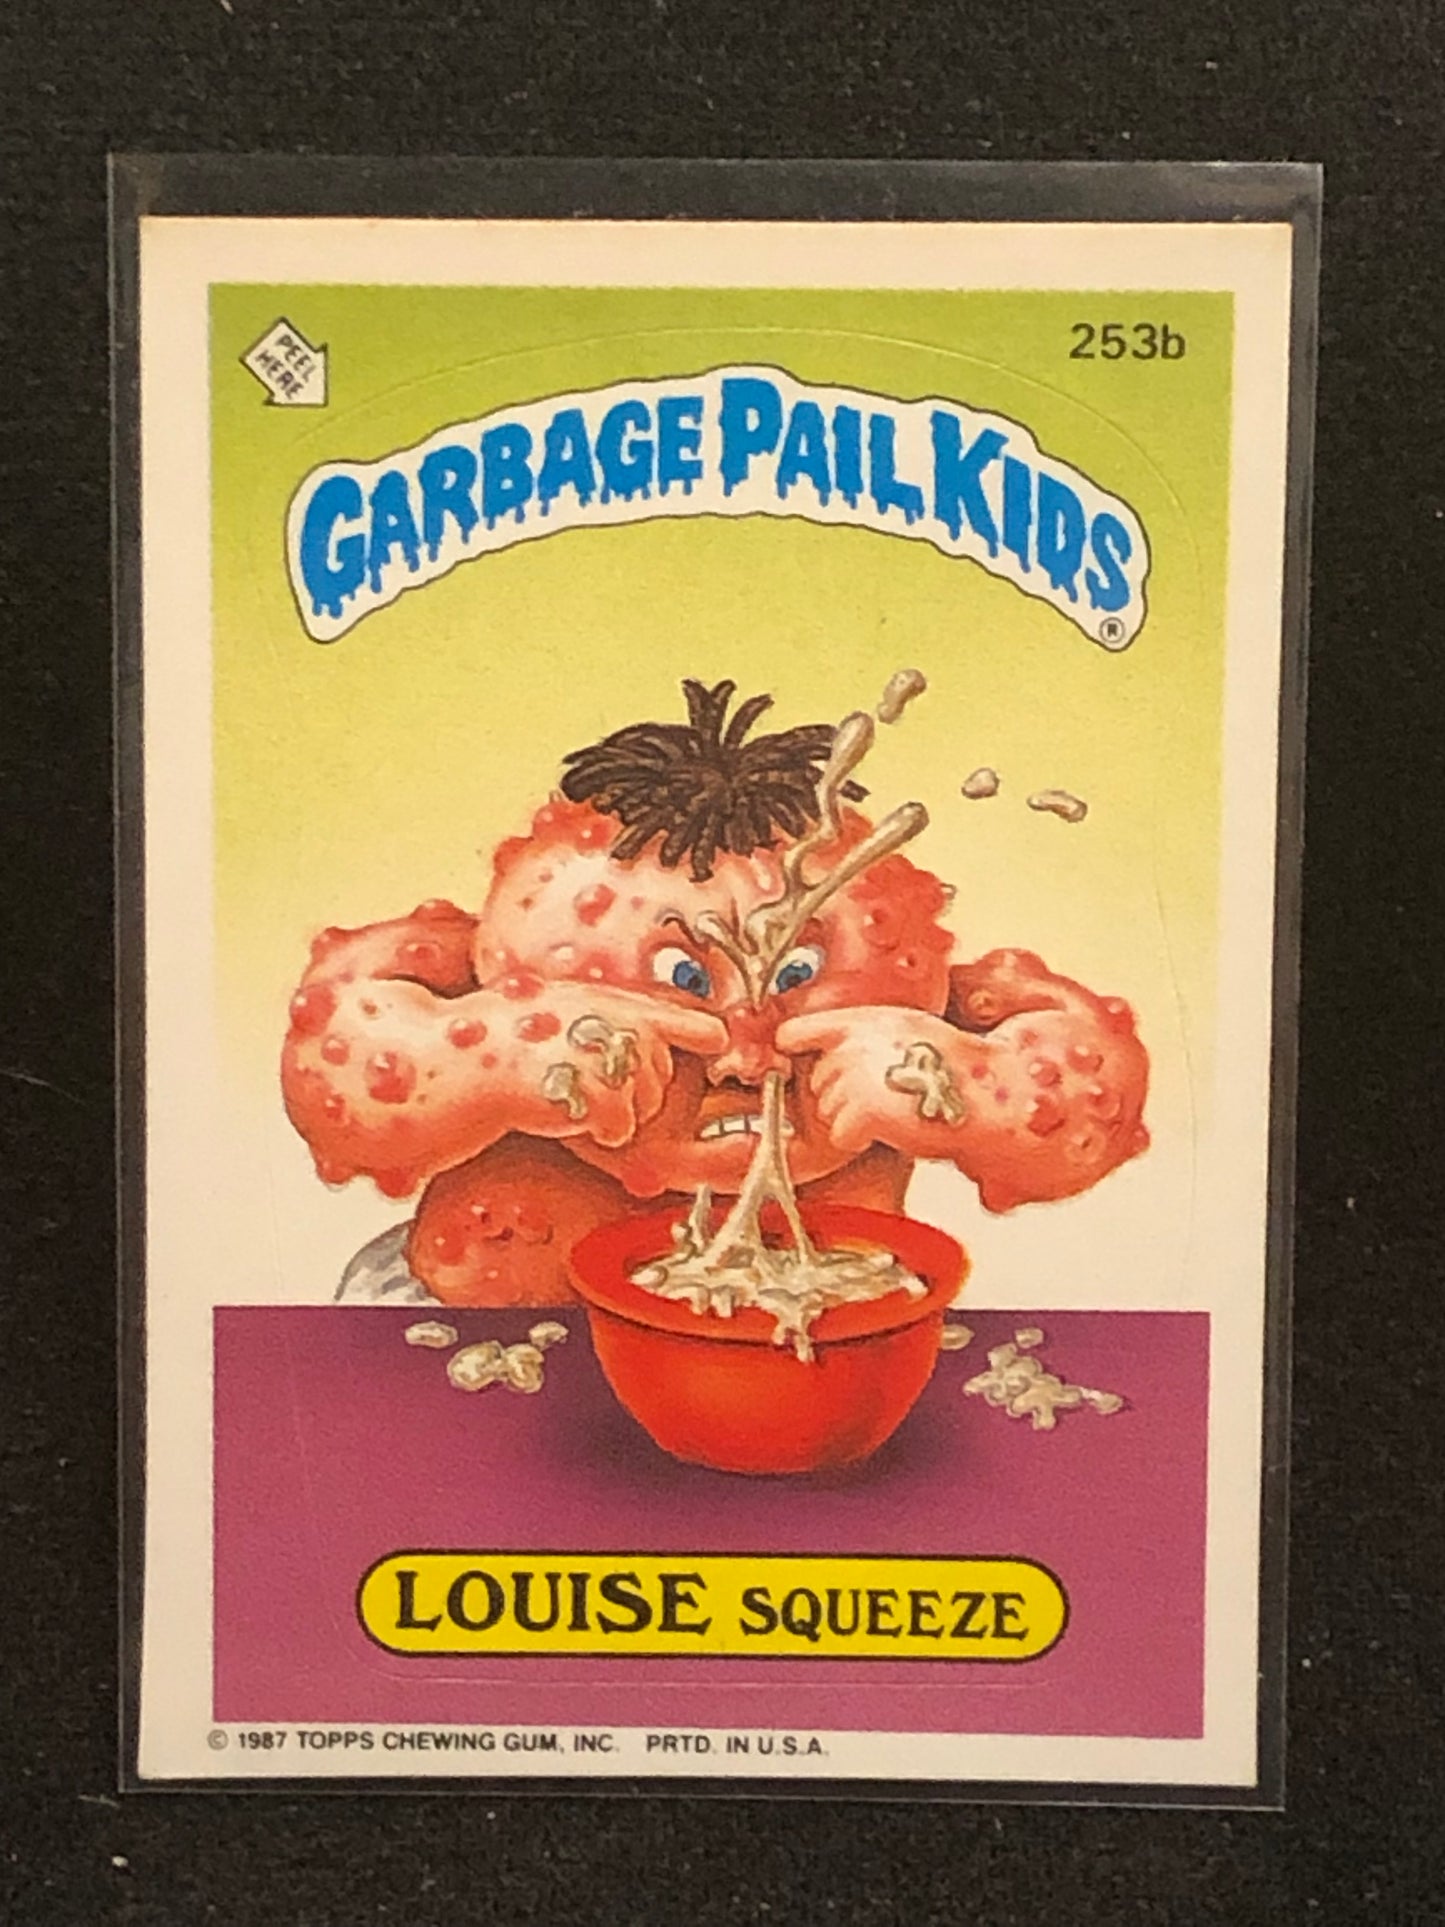 PEEL
HERE
253b
GARBAGE PAIL KIDS
®
LOUISE SQUEEZE
© 1987 TOPPS CHEWING GUM, INC. PRTD. IN U.S.A.